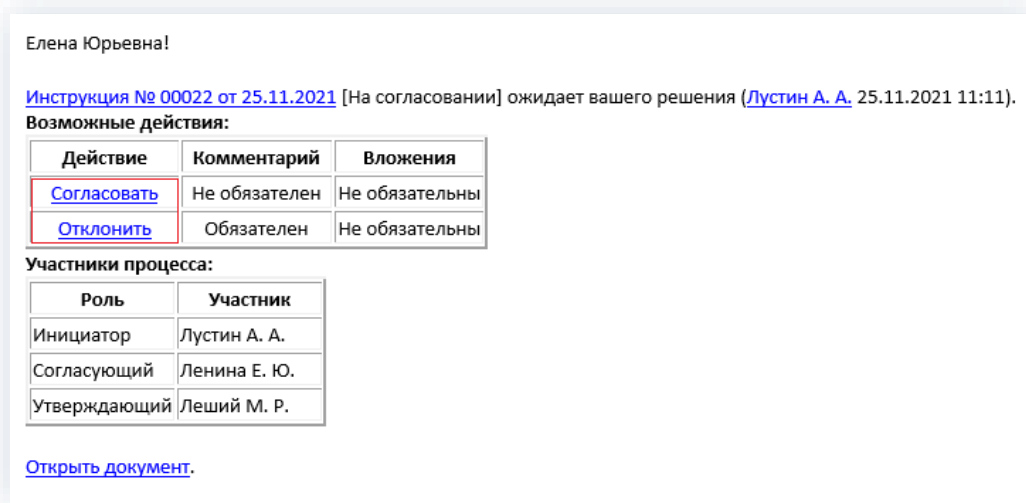 Елена Юрьевна!
Инструкция № 00022 от 25.11.2021 [На согласовании] ожидает вашего решения (Лустин А. А. 25.11.2021 11:11).
Возможные действия:
Действие Комментарий Вложения
Согласовать Не обязателен Не обязательны
Отклонить Обязателен Не обязательны
Участники процесса:
Роль Участник
Инициатор Лустин А. А.
Согласующий Ленина Е. Ю.
Утверждающий Леший М. Р.
Открыть документ.